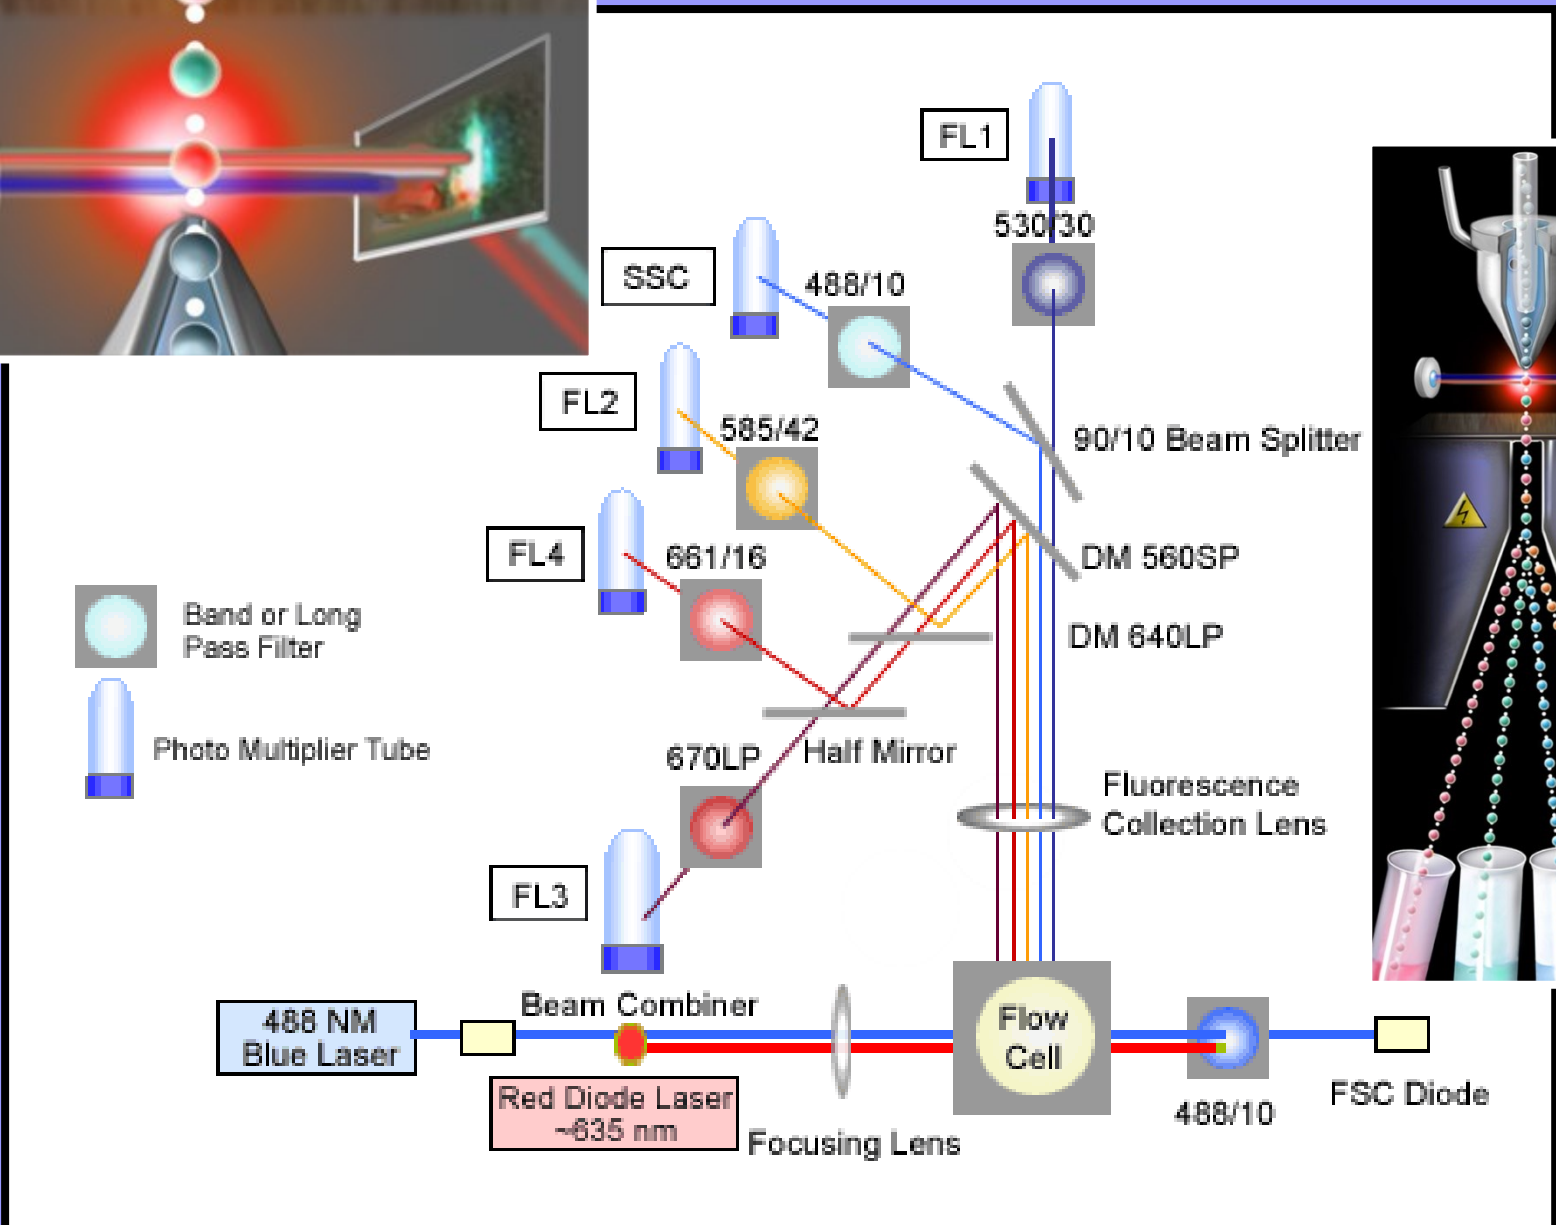 FL1
530/30
SSC
488/10
FL2
585/42
90/10 Beam Splitter
FL4
661/16
DM 560SP
Band or Long
Pass Filter
DM 640LP
Photo Multiplier Tube
670LP
Half Mirror
Fluorescence
Collection Lens
FL3
488 NM
Blue Laser
Beam Combiner
Flow
Cell
Red Diode Laser
~635 nm
Focusing Lens
488/10
FSC Diode